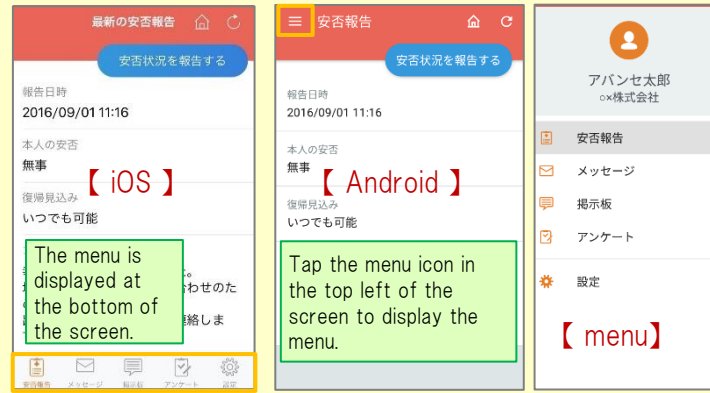 最新の安否報告
安否状況を報告する
報告日時
2016/09/01 11:16
本人の安否
無事
復帰見込み
いつでも可能
【 iOS 】
The menu is
displayed at
the bottom of
the screen.
。
わせのた
絡しま
安否報告
メッセージ
掲示板
アンケート
設定
安否報告
安否状況を報告する
報告日時
2016/09/01 11:16
本人の安否
無事
復帰見込み
いつでも可能
【 Android 】
Tap the menu icon in
the top left of the
screen to display the
menu.
アバンセ太郎
○×株式会社
安否報告
メッセージ
掲示板
アンケート
設定
【 menu】